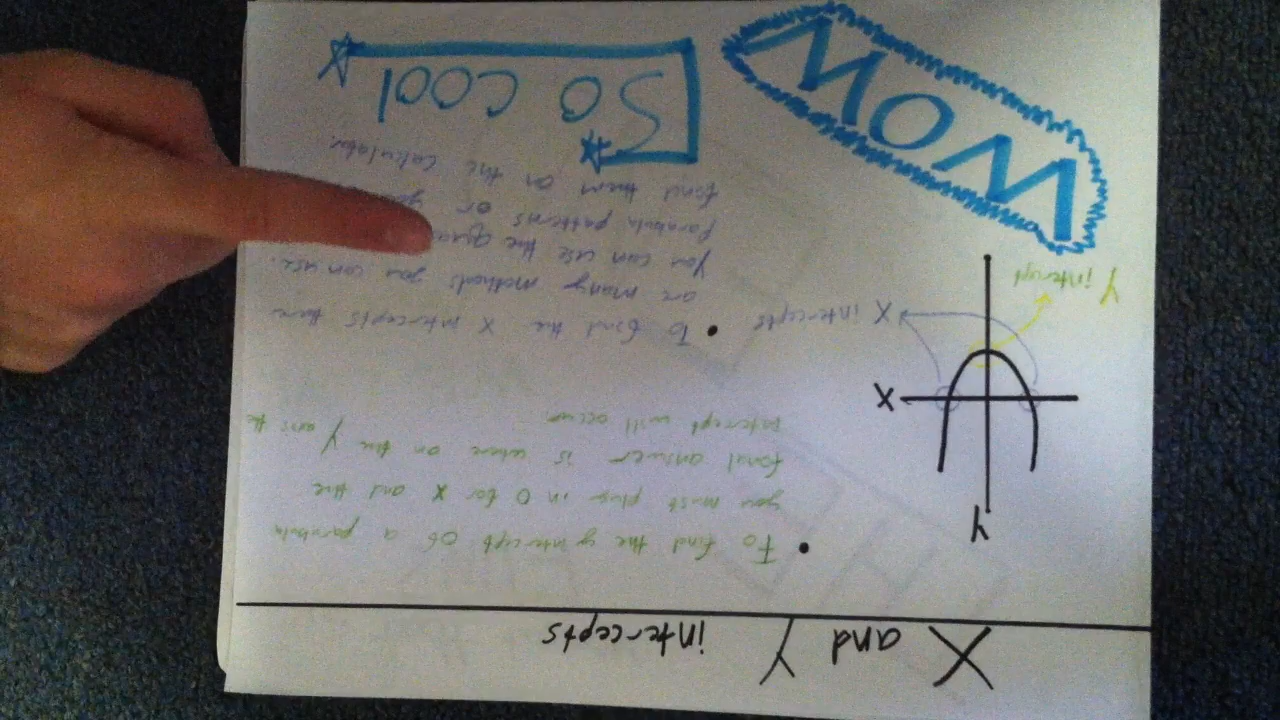 X and Y intercepts
Y
X
X intercepts
Y intercept
• To find the y intercept of a parabola
you must plug in 0 for x and the
final answer is where on the Y axis the
intercept will occur
• To find the X intercepts there
are many methods you can use.
You can use the
parabola patterns or
find them on the calculator.
WOW
SO COOL